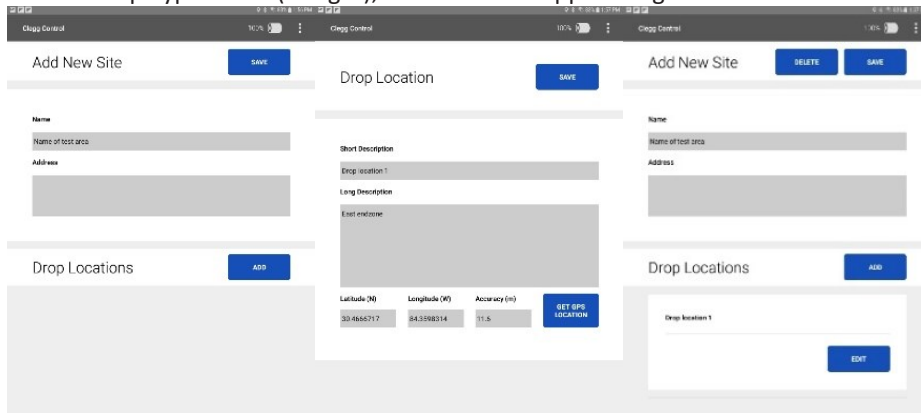 Clegg Control
100%
Add New Site
SAVE
Name
Name of test area
Address
Drop Locations
ADD
Clegg Control
100%
Drop Location
SAVE
Short Description
Drop location 1
Long Description
East endzone
Latitude (N)
Longitude (W)
Accuracy (m)
GET GPS
LOCATION
30.4666717
84.3598314
11.6
Clegg Control
100%
Add New Site
DELETE
SAVE
Name
Name of test area
Address
Drop Locations
ADD
Drop location 1
EDIT